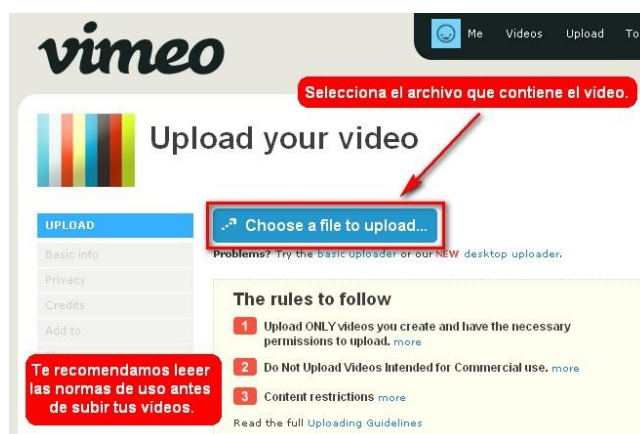 vimeo
Me Videos Upload To
Selecciona el archivo que contiene el vídeo.
Upload your video
UPLOAD
Basic info
Privacy
Credits
Add to
Choose a file to upload...
Problems? Try the basic uploader or our NEW desktop uploader.
The rules to follow
1 Upload ONLY videos you create and have the necessary
permissions to upload. more
2 Do Not Upload Videos Intended for Commercial use. more
3 Content restrictions more
Read the full Uploading Guidelines
Te recomendamos leeer
las normas de uso antes
de subir tus vídeos.